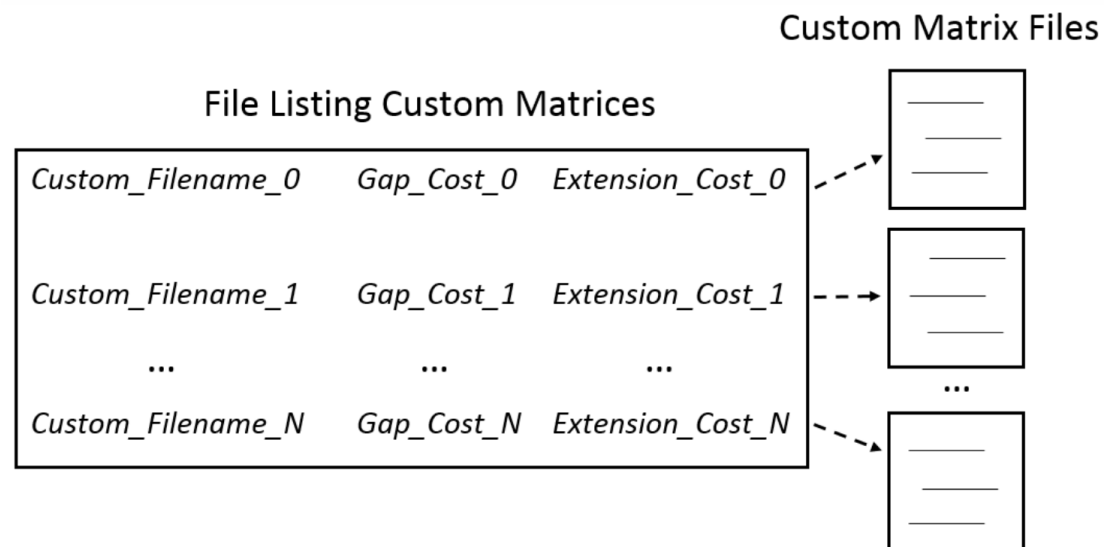 Custom Matrix Files
File Listing Custom Matrices
Custom_Filename_0 Gap_Cost_0 Extension_Cost_0
Custom_Filename_1 Gap_Cost_1 Extension_Cost_1
... ... ...
...
Custom_Filename_N Gap_Cost_N Extension_Cost_N